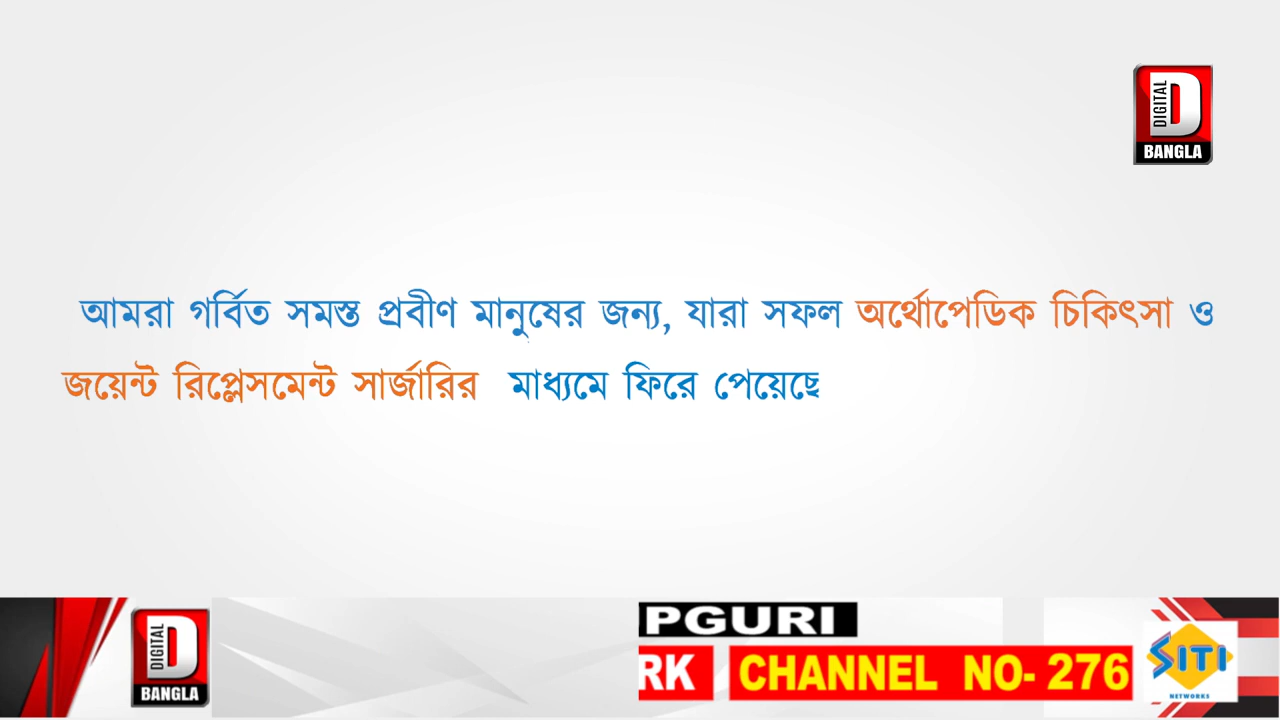 DIGITAL
D
BANGLA
আমরা গর্বিত সমস্ত প্রবীণ মানুষের জন্য, যারা সফল অর্থোপেডিক চিকিৎসা ও
জয়েন্ট রিপ্লেসমেন্ট সার্জারির মাধ্যমে ফিরে পেয়েছে
DIGITAL
D
BANGLA
PGURI
RK CHANNEL NO- 276
SITI
NETWORKS